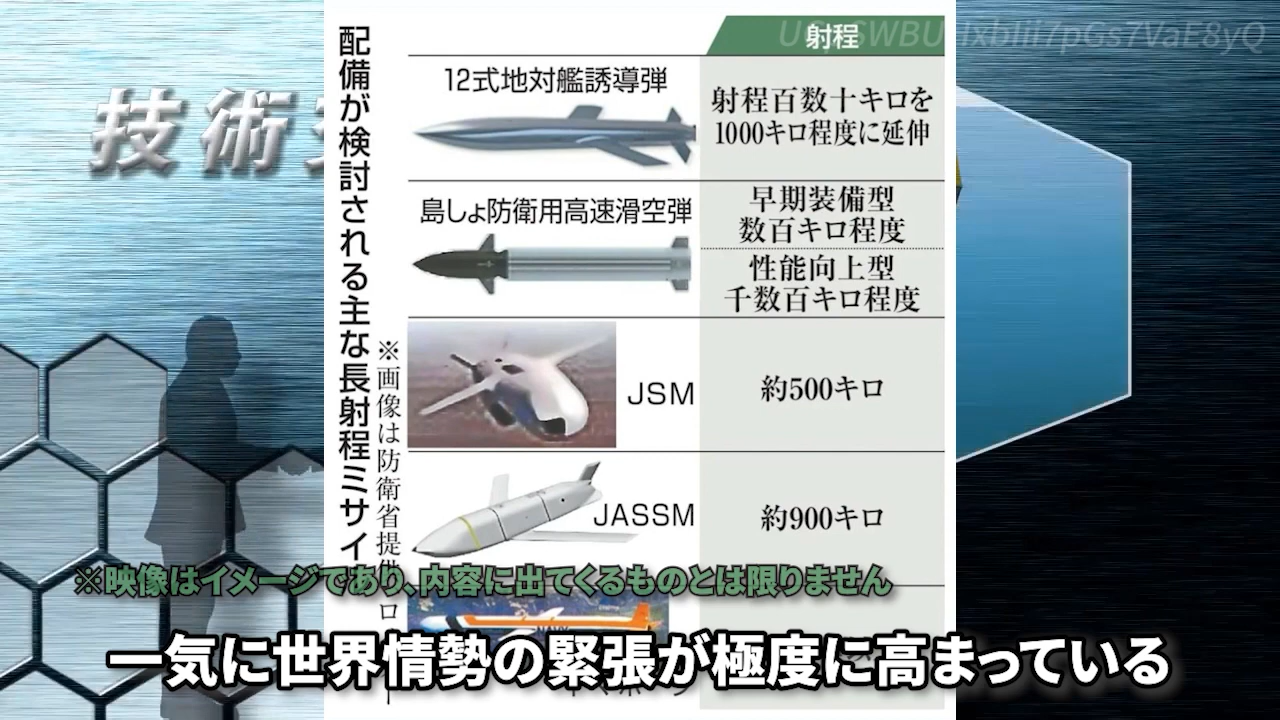 配備が検討される主な長射程ミサイ
※画像は防衛省提供
射程
12式地対艦誘導弾
射程百数十キロを
1000キロ程度に延伸
島しょ防衛用高速滑空弾
早期装備型
数百キロ程度
性能向上型
千数百キロ程度
JSM
約500キロ
JASSM
約900キロ
技術
※映像はイメージであり、内容に出てくるものとは限りません
一気に世界情勢の緊張が極度に高まっている